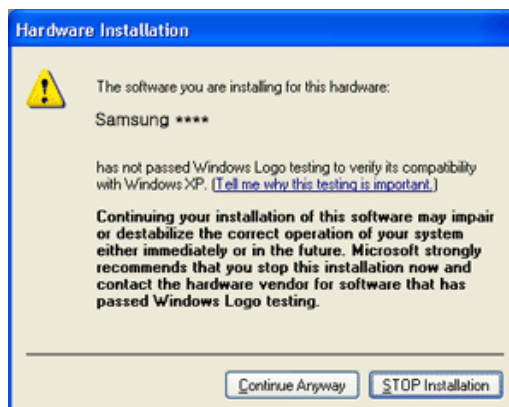 Hardware Installation
The software you are installing for this hardware:
Samsung ****
has not passed Windows Logo testing to verify its compatibility
with Windows XP. (Tell me why this testing is important.)
Continuing your installation of this software may impair
or destabilize the correct operation of your system
either immediately or in the future. Microsoft strongly
recommends that you stop this installation now and
contact the hardware vendor for software that has
passed Windows Logo testing.
Continue Anyway
STOP Installation